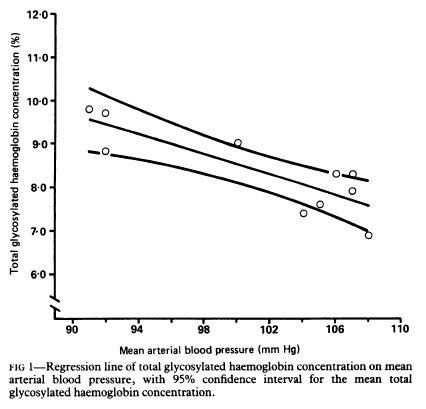 12·0
11·0
10·0
9·0
8·0
7·0
6·0
Total glycosylated haemoglobin concentration (%)
90 94 98 102 106 110
Mean arterial blood pressure (mm Hg)
FIG 1—Regression line of total glycosylated haemoglobin concentration on mean
arterial blood pressure, with 95% confidence interval for the mean total
glycosylated haemoglobin concentration.